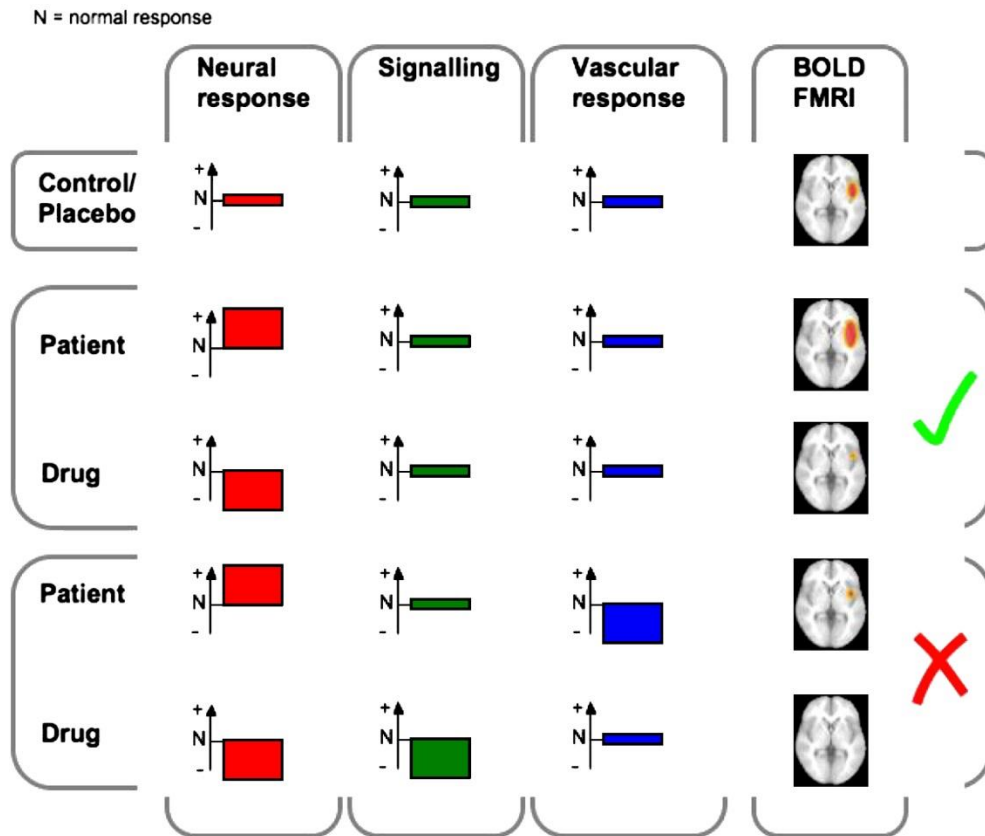 N = normal response
Neural response
Signalling
Vascular response
BOLD FMRI
Control/
Placebo
+
N
-
+
N
-
+
N
-
Patient
+
N
-
+
N
-
+
N
-
Drug
+
N
-
+
N
-
+
N
-
Patient
+
N
-
+
N
-
+
N
-
Drug
+
N
-
+
N
-
+
N
-